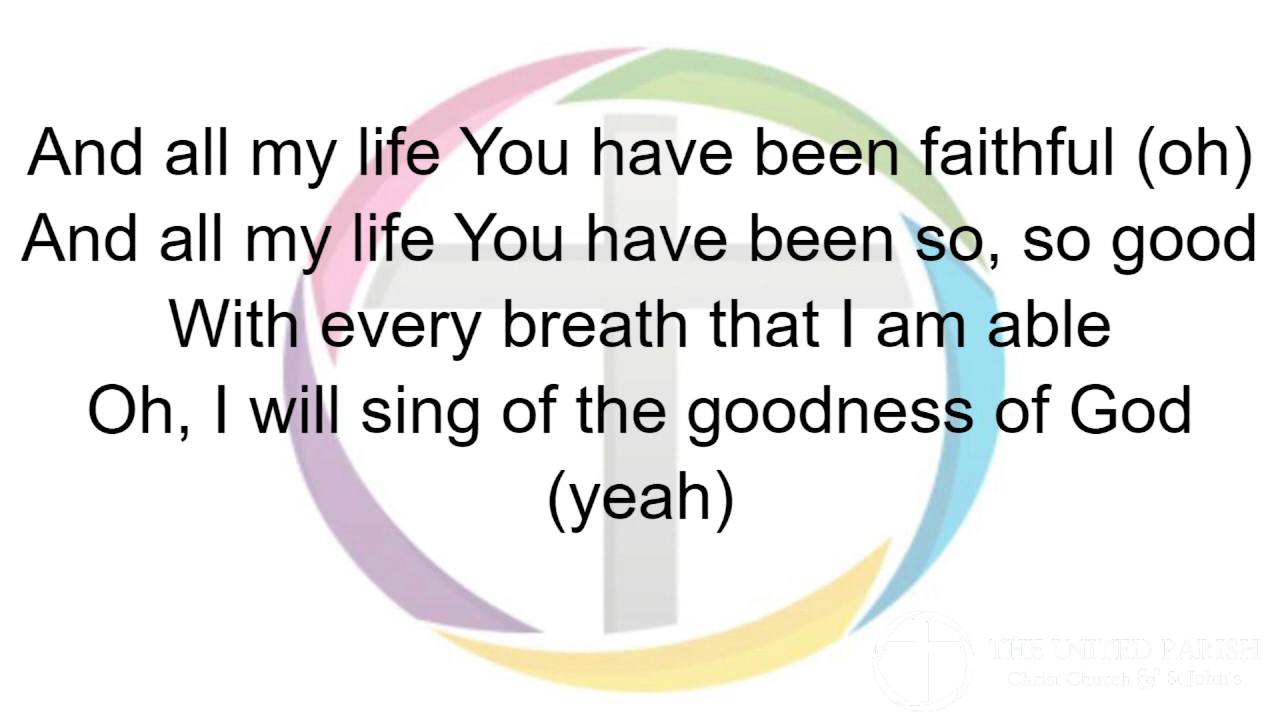 And all my life You have been faithful (oh)
And all my life You have been so, so good
With every breath that I am able
Oh, I will sing of the goodness of God
(yeah)
THE UNITED PARISH
Christ Church & St John's